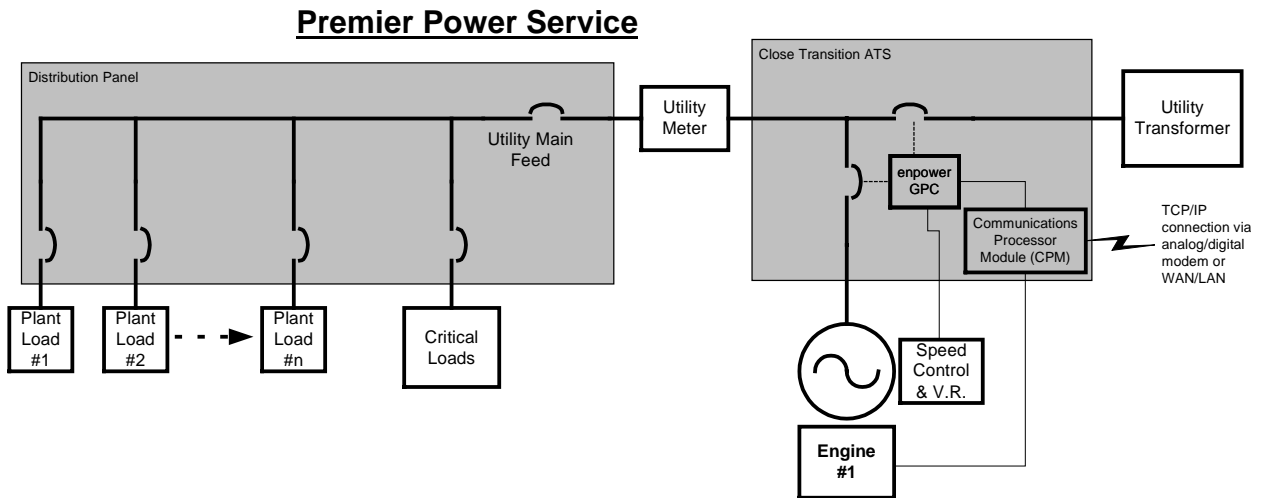 Premier Power Service
Distribution Panel
Utility Main
Feed
Utility
Meter
Close Transition ATS
enpower
GPC
Communications
Processor
Module (CPM)
Utility
Transformer
TCP/IP
connection via
analog/digital
modem or
WAN/LAN
Plant
Load
#1
Plant
Load
#2
Plant
Load
#n
Critical
Loads
Speed
Control
& V.R.
Engine
#1